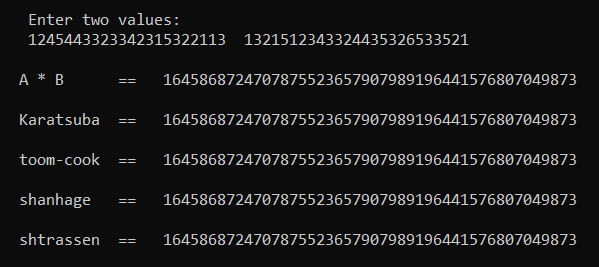 Enter two values:
1245443323342315322113 1321512343324435326533521
A * B == 1645868724707875523657907989196441576807049873
Karatsuba == 1645868724707875523657907989196441576807049873
toom-cook == 1645868724707875523657907989196441576807049873
shanhage == 1645868724707875523657907989196441576807049873
shtrassen == 1645868724707875523657907989196441576807049873